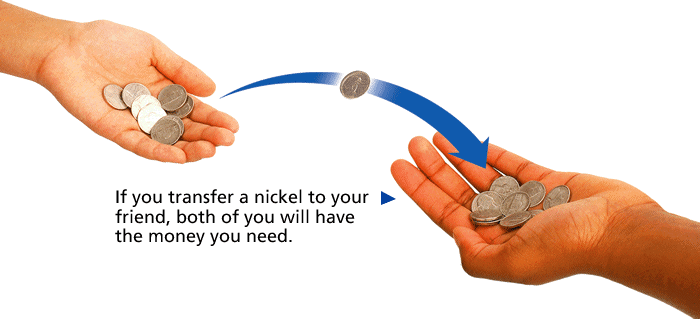 If you transfer a nickel to your
friend, both of you will have
the money you need.